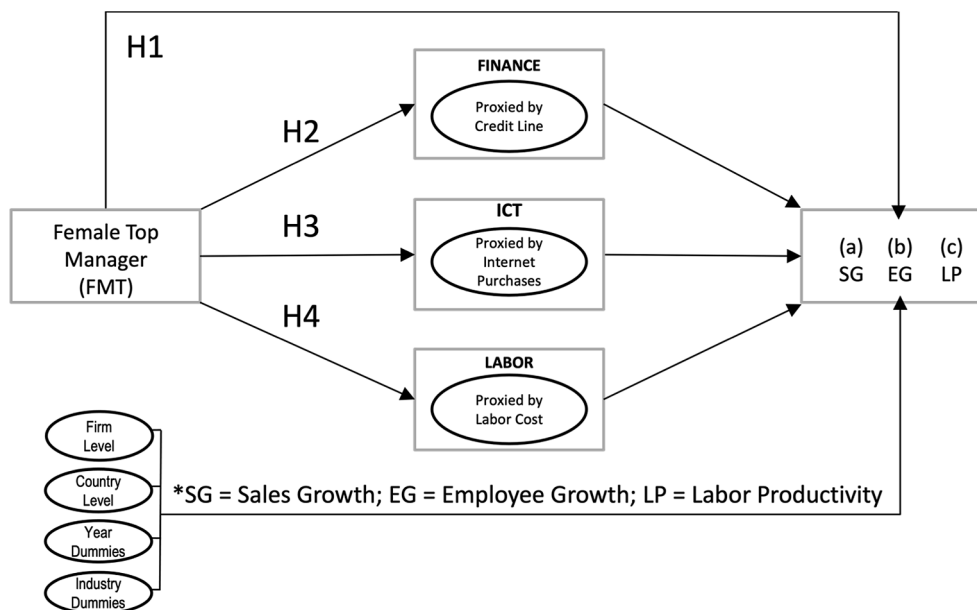 H1
FINANCE
Proxied by
Credit Line
H2
Female Top
Manager
(FMT)
H3
ICT
Proxied by
Internet
Purchases
(a) (b) (c)
SG EG LP
H4
LABOR
Proxied by
Labor Cost
Firm
Level
Country
Level
*SG = Sales Growth; EG = Employee Growth; LP = Labor Productivity
Year
Dummies
Industry
Dummies